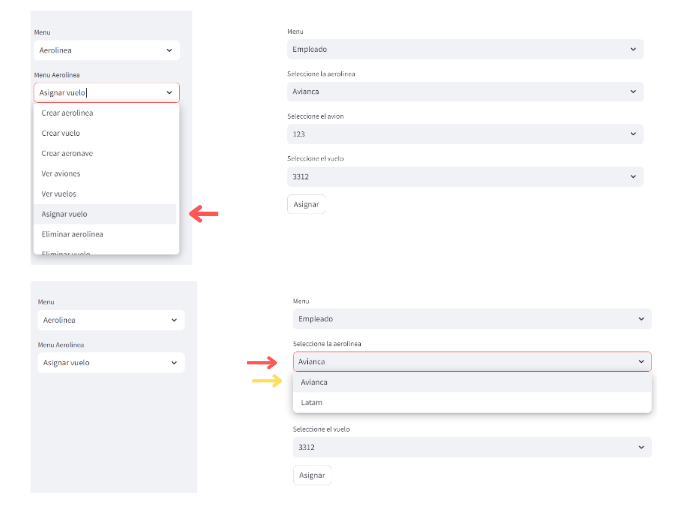 Menu
Aerolinea
Menu Aerolinea
Asignar vuelo
Crear aerolinea
Crear vuelo
Crear aeronave
Ver aviones
Ver vuelos
Asignar vuelo
Eliminar aerolinea
Eliminar vuelo
Menu
Empleado
Seleccione la aerolinea
Avianca
Seleccione el avion
123
Seleccione el vuelo
3312
Asignar
Menu
Aerolinea
Menu Aerolinea
Asignar vuelo
Menu
Empleado
Seleccione la aerolinea
Avianca
Avianca
Latam
Seleccione el vuelo
3312
Asignar